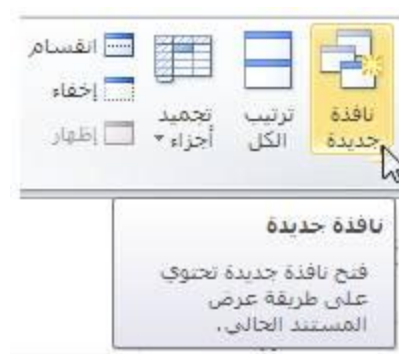 نافذة
جديدة
ترتيب
الكل
تجميد
أجزاء
انقسام
إخفاء
إظهار
نافذة جديدة
فتح نافذة جديدة تحتوي
على طريقة عرض
المستند الحالي.